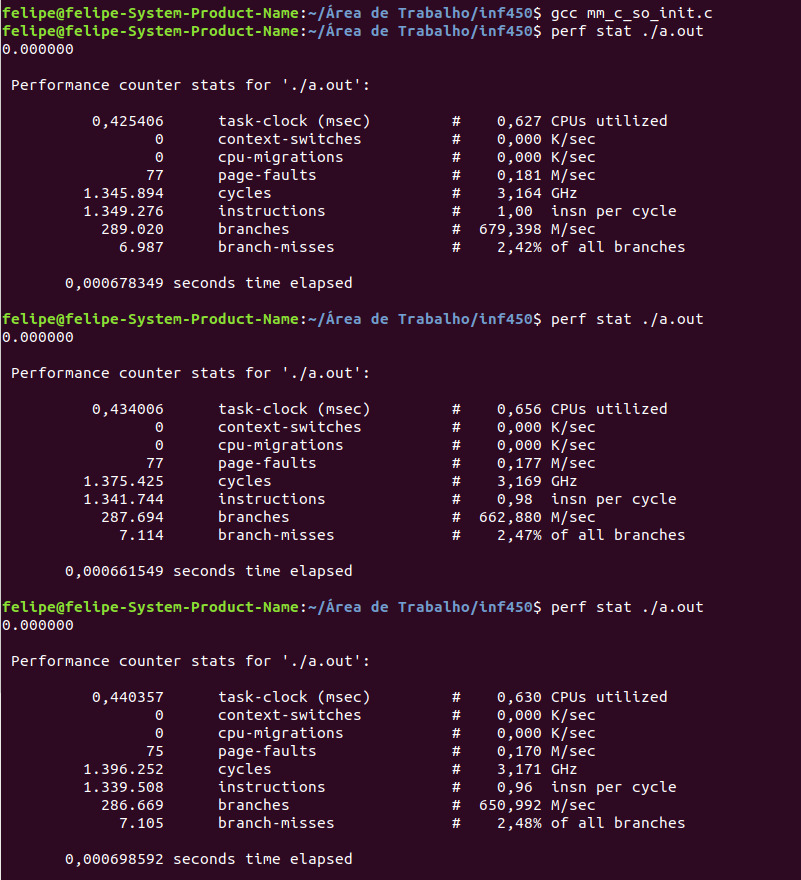 felipe@felipe-System-Product-Name:~/Área de Trabalho/inf450$ gcc mm_c_so_init.c
felipe@felipe-System-Product-Name:~/Área de Trabalho/inf450$ perf stat ./a.out
0.000000
Performance counter stats for './a.out':
0,425406 task-clock (msec) # 0,627 CPUs utilized
0 context-switches # 0,000 K/sec
0 cpu-migrations # 0,000 K/sec
77 page-faults # 0,181 M/sec
1.345.894 cycles # 3,164 GHz
1.349.276 instructions # 1,00 insn per cycle
289.020 branches # 679,398 M/sec
6.987 branch-misses # 2,42% of all branches
0,000678349 seconds time elapsed
felipe@felipe-System-Product-Name:~/Área de Trabalho/inf450$ perf stat ./a.out
0.000000
Performance counter stats for './a.out':
0,434006 task-clock (msec) # 0,656 CPUs utilized
0 context-switches # 0,000 K/sec
0 cpu-migrations # 0,000 K/sec
77 page-faults # 0,177 M/sec
1.375.425 cycles # 3,169 GHz
1.341.744 instructions # 0,98 insn per cycle
287.694 branches # 662,880 M/sec
7.114 branch-misses # 2,47% of all branches
0,000661549 seconds time elapsed
felipe@felipe-System-Product-Name:~/Área de Trabalho/inf450$ perf stat ./a.out
0.000000
Performance counter stats for './a.out':
0,440357 task-clock (msec) # 0,630 CPUs utilized
0 context-switches # 0,000 K/sec
0 cpu-migrations # 0,000 K/sec
75 page-faults # 0,170 M/sec
1.396.252 cycles # 3,171 GHz
1.339.508 instructions # 0,96 insn per cycle
286.669 branches # 650,992 M/sec
7.105 branch-misses # 2,48% of all branches
0,000698592 seconds time elapsed